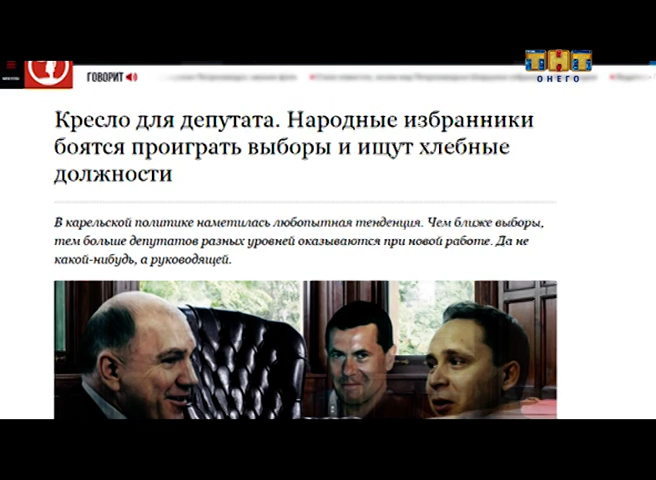 ГОВОРИТ
ТНТ
ОНЕГО
Кресло для депутата. Народные избранники
боятся проиграть выборы и ищут хлебные
должности
В карельской политике наметилась любопытная тенденция. Чем ближе выборы,
тем больше депутатов разных уровней оказываются при новой работе. Да не
какой-нибудь, а руководящей.